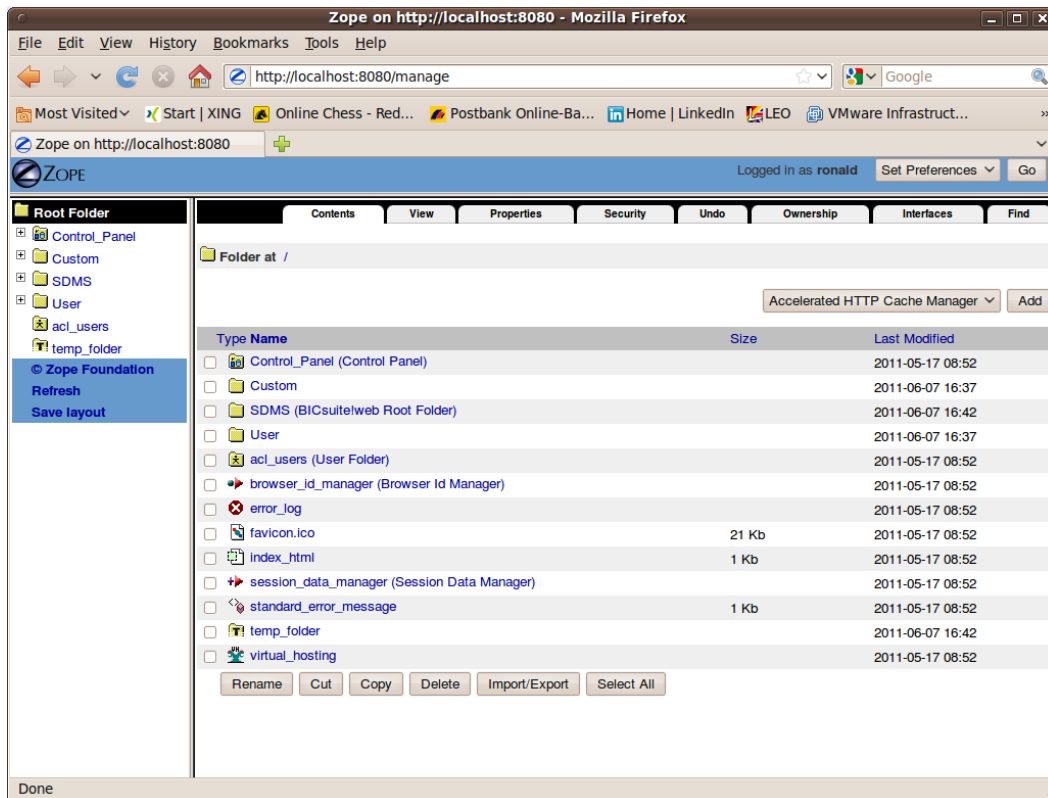 Zope on http://localhost:8080 - Mozilla Firefox
File Edit View History Bookmarks Tools Help
http://localhost:8080/manage Google
Most Visited Start | XING Online Chess - Red... Postbank Online-Ba... Home | LinkedIn LEO VMware Infrastruct... »
Zope on http://localhost:8080
ZOPE Logged in as ronald Set Preferences Go
Root Folder
Control_Panel
Custom
SDMS
User
acl_users
temp_folder
© Zope Foundation
Refresh
Save layout
Contents View Properties Security Undo Ownership Interfaces Find
Folder at /
Accelerated HTTP Cache Manager Add
Type Name Size Last Modified
Control_Panel (Control Panel) 2011-05-17 08:52
Custom 2011-06-07 16:37
SDMS (BICsuite!web Root Folder) 2011-06-07 16:42
User 2011-06-07 16:37
acl_users (User Folder) 2011-05-17 08:52
browser_id_manager (Browser Id Manager) 2011-05-17 08:52
error_log 2011-05-17 08:52
favicon.ico 21 Kb 2011-05-17 08:52
index_html 1 Kb 2011-05-17 08:52
session_data_manager (Session Data Manager) 2011-05-17 08:52
standard_error_message 1 Kb 2011-05-17 08:52
temp_folder 2011-06-07 16:42
virtual_hosting 2011-05-17 08:52
Rename Cut Copy Delete Import/Export Select All
Done